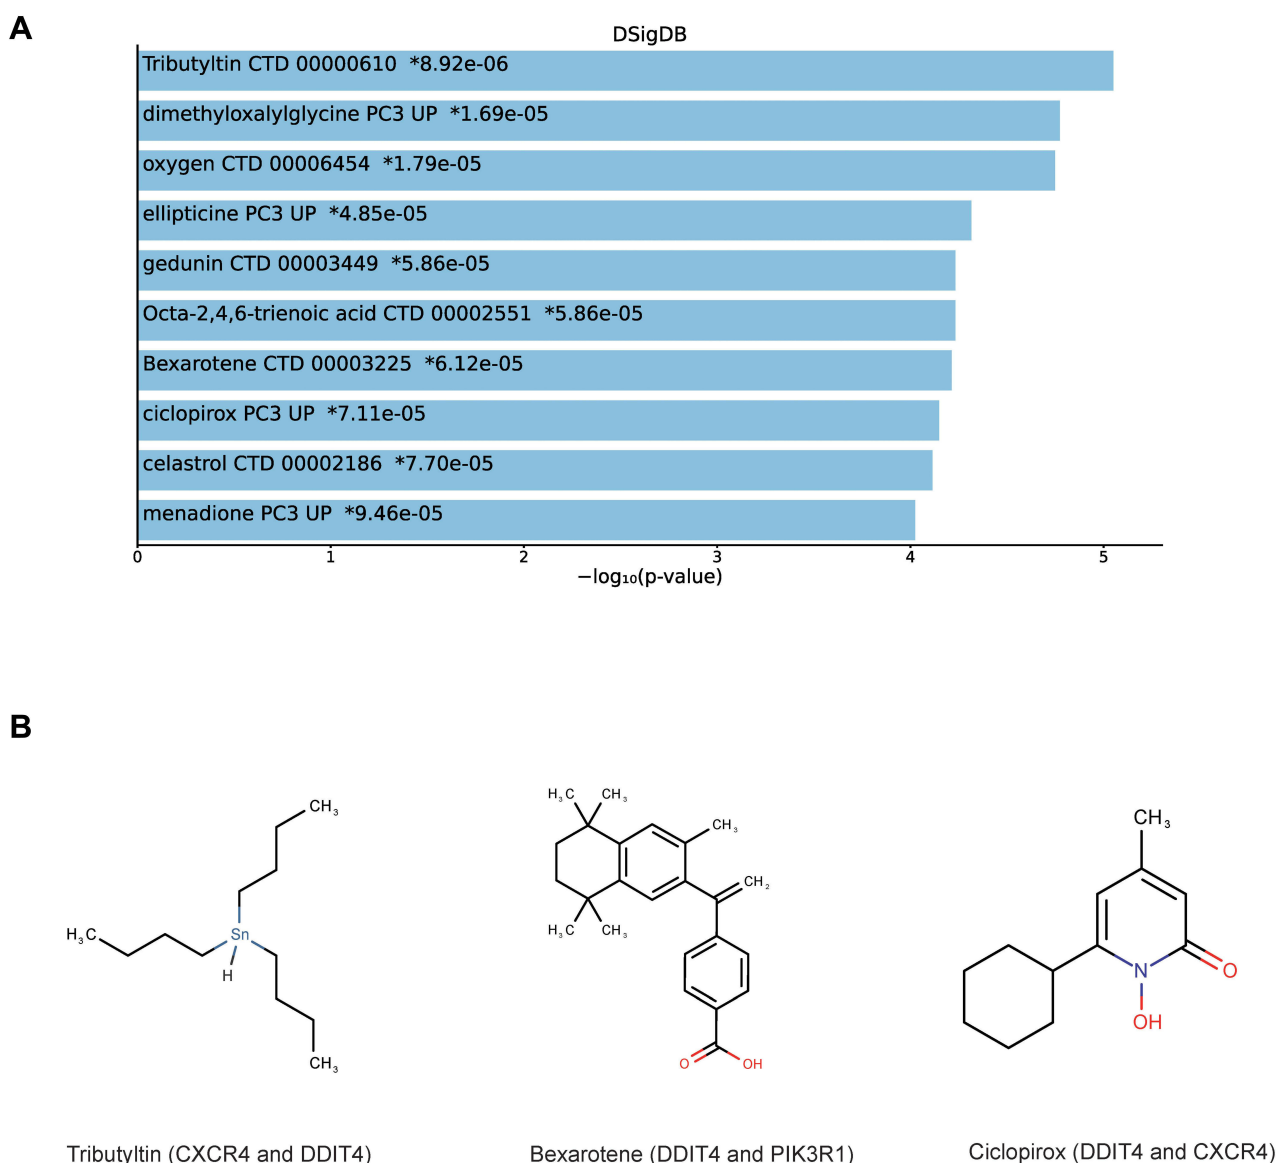 A
DSigDB
Tributyltin CTD 00000610 *8.92e-06
dimethyloxalylglycine PC3 UP *1.69e-05
oxygen CTD 00006454 *1.79e-05
ellipticine PC3 UP *4.85e-05
gedunin CTD 00003449 *5.86e-05
Octa-2,4,6-trienoic acid CTD 00002551 *5.86e-05
Bexarotene CTD 00003225 *6.12e-05
ciclopirox PC3 UP *7.11e-05
celastrol CTD 00002186 *7.70e-05
menadione PC3 UP *9.46e-05
0 1 2 3 4 5
−log₁₀(p-value)
B
CH₃
H₃C
Sn
H
CH₃
H₃C CH₃
CH₃
CH₂
H₃C CH₃
O OH
CH₃
N
O
OH
Tributyltin (CXCR4 and DDIT4)
Bexarotene (DDIT4 and PIK3R1)
Ciclopirox (DDIT4 and CXCR4)